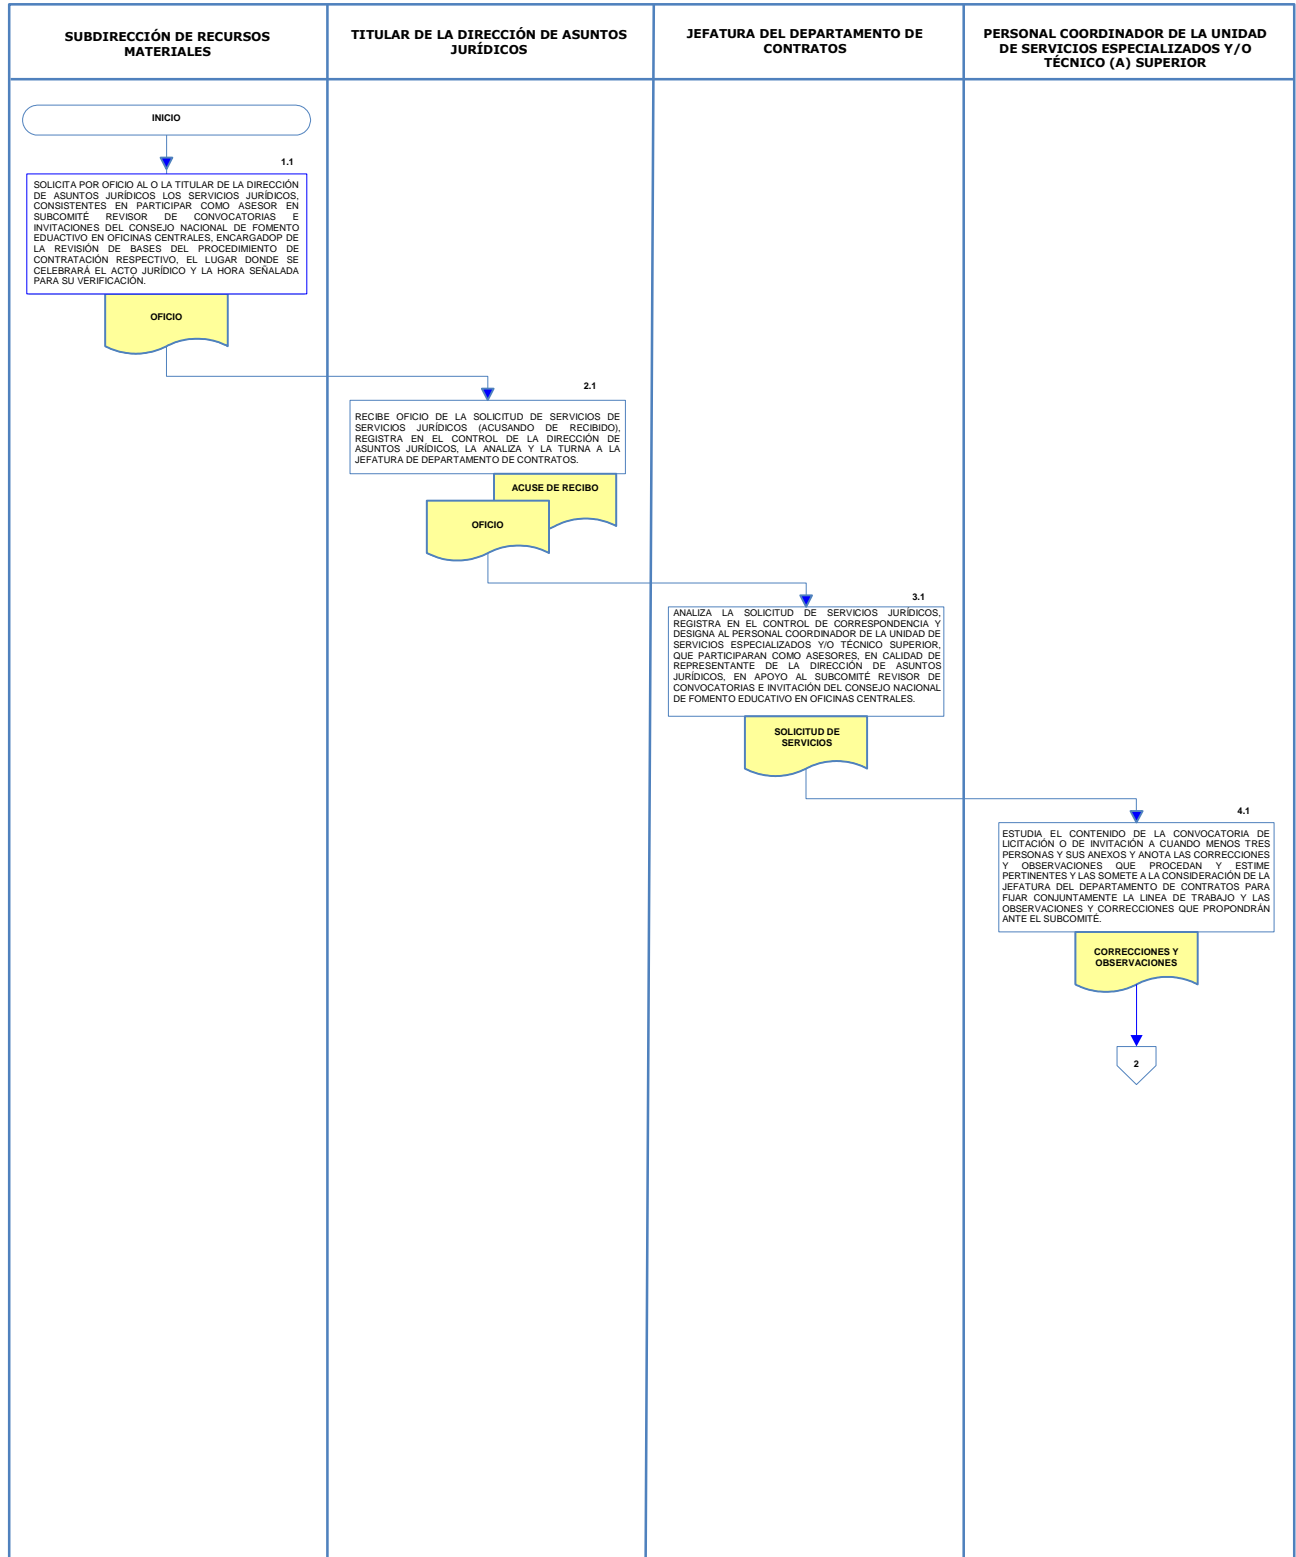 SUBDIRECCIÓN DE RECURSOS
MATERIALES
TITULAR DE LA DIRECCIÓN DE ASUNTOS
JURÍDICOS
JEFATURA DEL DEPARTAMENTO DE
CONTRATOS
PERSONAL COORDINADOR DE LA UNIDAD
DE SERVICIOS ESPECIALIZADOS Y/O
TÉCNICO (A) SUPERIOR
INICIO
1.1
SOLICITA POR OFICIO AL O LA TITULAR DE LA DIRECCIÓN
DE ASUNTOS JURÍDICOS LOS SERVICIOS JURÍDICOS,
CONSISTENTES EN PARTICIPAR COMO ASESOR EN
SUBCOMITÉ REVISOR DE CONVOCATORIAS E
INVITACIONES DEL CONSEJO NACIONAL DE FOMENTO
EDUACTIVO EN OFICINAS CENTRALES, ENCARGADOP DE
LA REVISIÓN DE BASES DEL PROCEDIMIENTO DE
CONTRATACIÓN RESPECTIVO, EL LUGAR DONDE SE
CELEBRARÁ EL ACTO JURÍDICO Y LA HORA SEÑALADA
PARA SU VERIFICACIÓN.
OFICIO
2.1
RECIBE OFICIO DE LA SOLICITUD DE SERVICIOS DE
SERVICIOS JURÍDICOS (ACUSANDO DE RECIBIDO),
REGISTRA EN EL CONTROL DE LA DIRECCIÓN DE
ASUNTOS JURÍDICOS, LA ANALIZA Y LA TURNA A LA
JEFATURA DE DEPARTAMENTO DE CONTRATOS.
ACUSE DE RECIBO
OFICIO
3.1
ANALIZA LA SOLICITUD DE SERVICIOS JURÍDICOS,
REGISTRA EN EL CONTROL DE CORRESPONDENCIA Y
DESIGNA AL PERSONAL COORDINADOR DE LA UNIDAD DE
SERVICIOS ESPECIALIZADOS Y/O TÉCNICO SUPERIOR,
QUE PARTICIPARAN COMO ASESORES, EN CALIDAD DE
REPRESENTANTE DE LA DIRECCIÓN DE ASUNTOS
JURÍDICOS, EN APOYO AL SUBCOMITÉ REVISOR DE
CONVOCATORIAS E INVITACIÓN DEL CONSEJO NACIONAL
DE FOMENTO EDUCATIVO EN OFICINAS CENTRALES.
SOLICITUD DE
SERVICIOS
4.1
ESTUDIA EL CONTENIDO DE LA CONVOCATORIA DE
LICITACIÓN O DE INVITACIÓN A CUANDO MENOS TRES
PERSONAS Y SUS ANEXOS Y ANOTA LAS CORRECCIONES
Y OBSERVACIONES QUE PROCEDAN Y ESTIME
PERTINENTES Y LAS SOMETE A LA CONSIDERACIÓN DE LA
JEFATURA DEL DEPARTAMENTO DE CONTRATOS PARA
FIJAR CONJUNTAMENTE LA LINEA DE TRABAJO Y LAS
OBSERVACIONES Y CORRECCIONES QUE PROPONDRÁN
ANTE EL SUBCOMITÉ.
CORRECCIONES Y
OBSERVACIONES
2